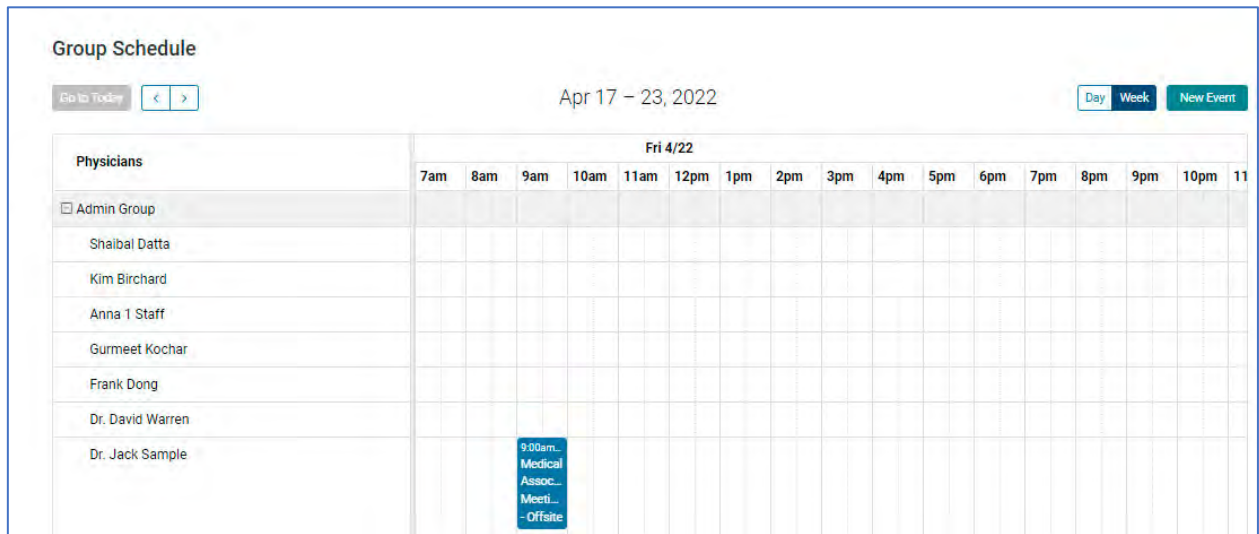 Group Schedule
Go to Today < > Apr 17 – 23, 2022 Day Week New Event
Physicians
Fri 4/22
7am 8am 9am 10am 11am 12pm 1pm 2pm 3pm 4pm 5pm 6pm 7pm 8pm 9pm 10pm 11
Admin Group
Shaibal Datta
Kim Birchard
Anna 1 Staff
Gurmeet Kochar
Frank Dong
Dr. David Warren
Dr. Jack Sample
9:00am...
Medical
Assoc...
Meeti...
- Offsite